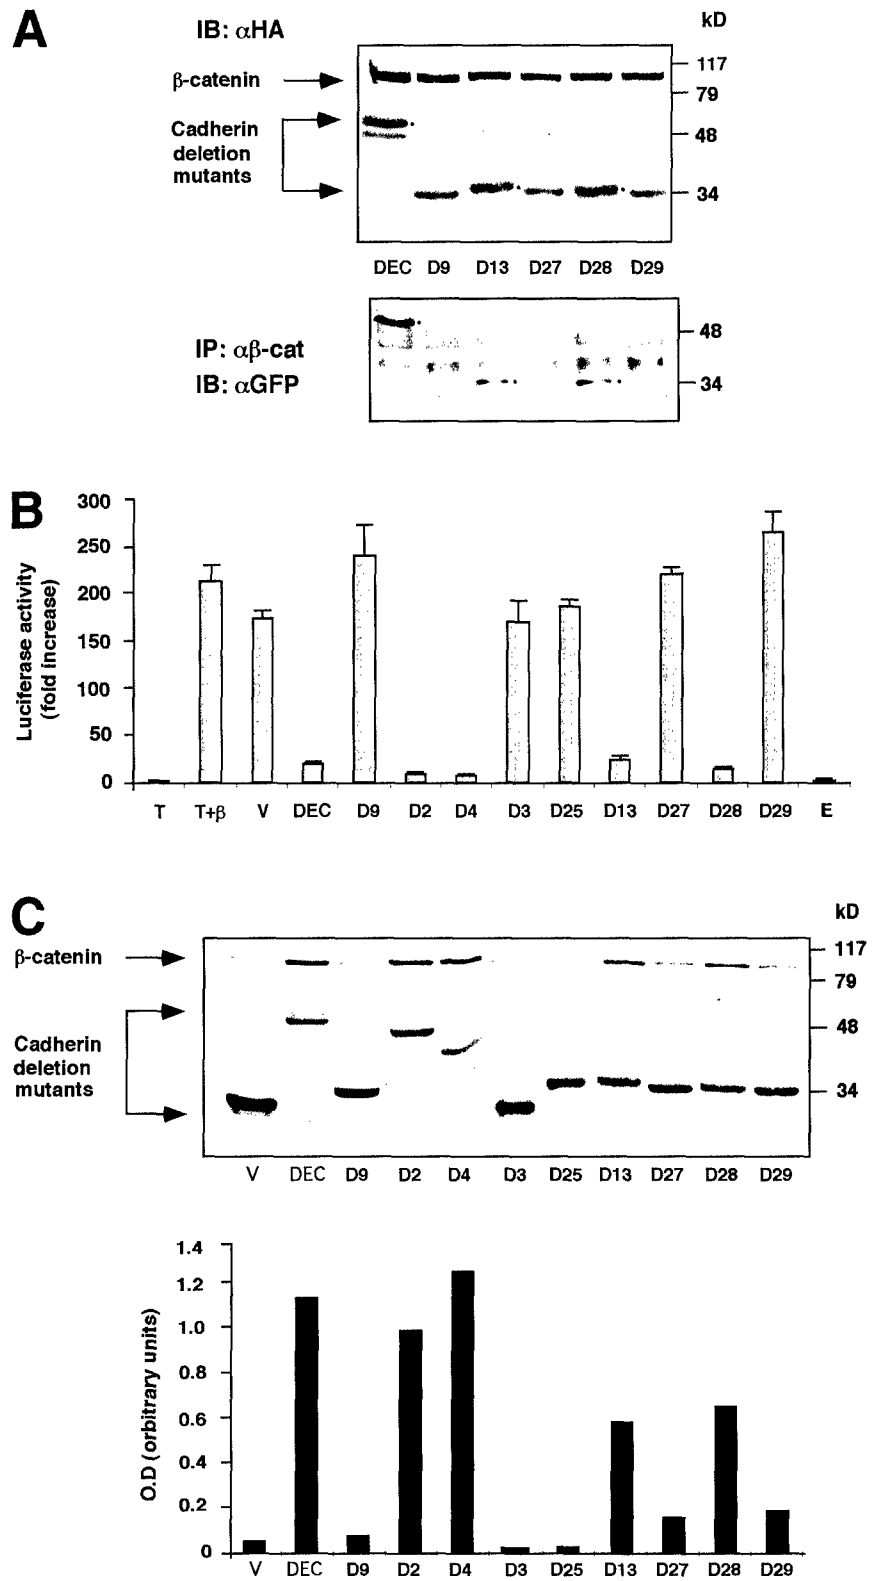 A
IB: αHA
kD
β-catenin
Cadherin
deletion
mutants
117
79
48
34
DEC D9 D13 D27 D28 D29
IP: αβ-cat
IB: αGFP
48
34
B
Luciferase activity
(fold increase)
300
250
200
150
100
50
0
T T+β V DEC D9 D2 D4 D3 D25 D13 D27 D28 D29 E
C
kD
β-catenin
Cadherin
deletion
mutants
117
79
48
34
V DEC D9 D2 D4 D3 D25 D13 D27 D28 D29
O.D (orbitrary units)
1.4
1.2
1.0
0.8
0.6
0.4
0.2
0
V DEC D9 D2 D4 D3 D25 D13 D27 D28 D29